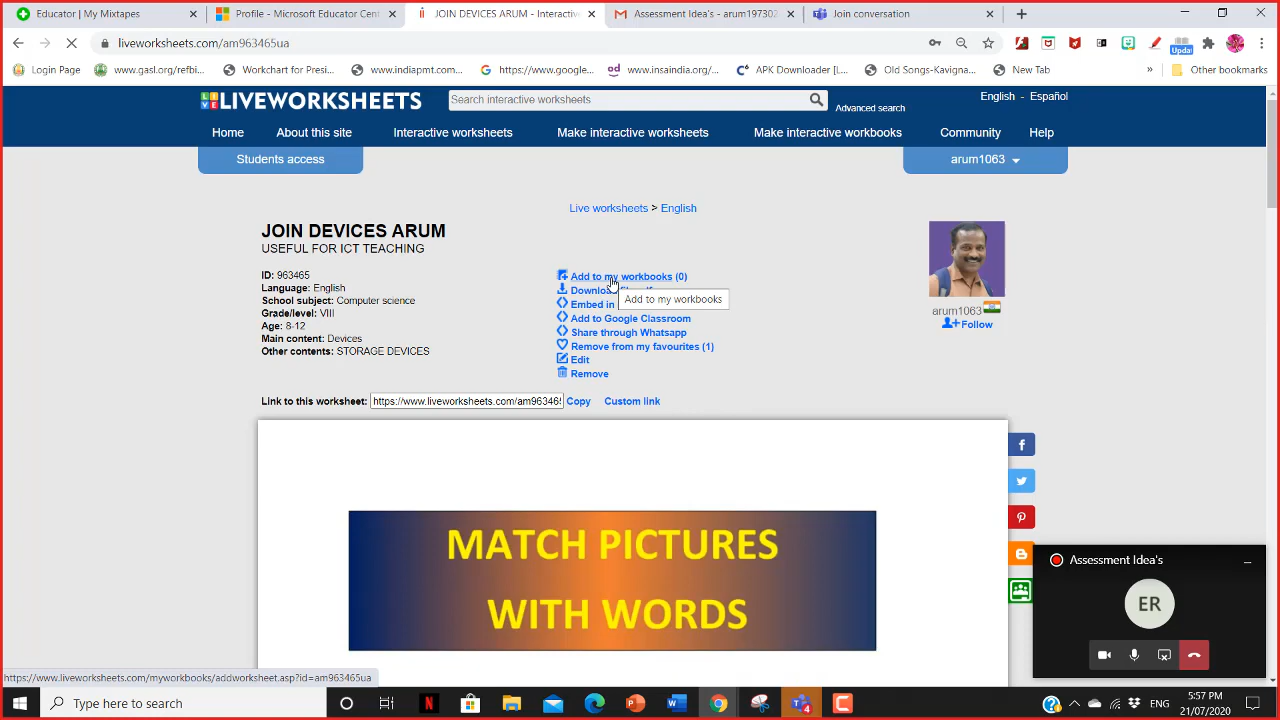 Educator | My Mixtapes
Profile - Microsoft Educator Cen
JOIN DEVICES ARUM - Interactiv
Assessment Idea's - arum197302
Join conversation
liveworksheets.com/am963465ua
Updat
Login Page
www.gasl.org/refbi...
Workchart for Presi...
www.indiapmt.com...
https://www.google...
www.insaindia.org/...
APK Downloader [L...
Old Songs-Kavigna...
New Tab
»
Other bookmarks
LIVE LIVEWORKSHEETS
Search interactive worksheets
Advanced search
English - Español
Home
About this site
Interactive worksheets
Make interactive worksheets
Make interactive workbooks
Community
Help
Students access
arum1063
Live worksheets > English
JOIN DEVICES ARUM
USEFUL FOR ICT TEACHING
ID: 963465
Language: English
School subject: Computer science
Grade/level: VIII
Age: 8-12
Main content: Devices
Other contents: STORAGE DEVICES
Add to my workbooks (0)
Download
Add to my workbooks
Embed in
Add to Google Classroom
Share through Whatsapp
Remove from my favourites (1)
Edit
Remove
arum1063
Follow
Link to this worksheet: https://www.liveworksheets.com/am96346 Copy Custom link
MATCH PICTURES
WITH WORDS
Assessment Idea's
ER
https://www.liveworksheets.com/myworkbooks/addworksheet.asp?id=am963465ua
Type here to search
4
ENG
5:57 PM
21/07/2020